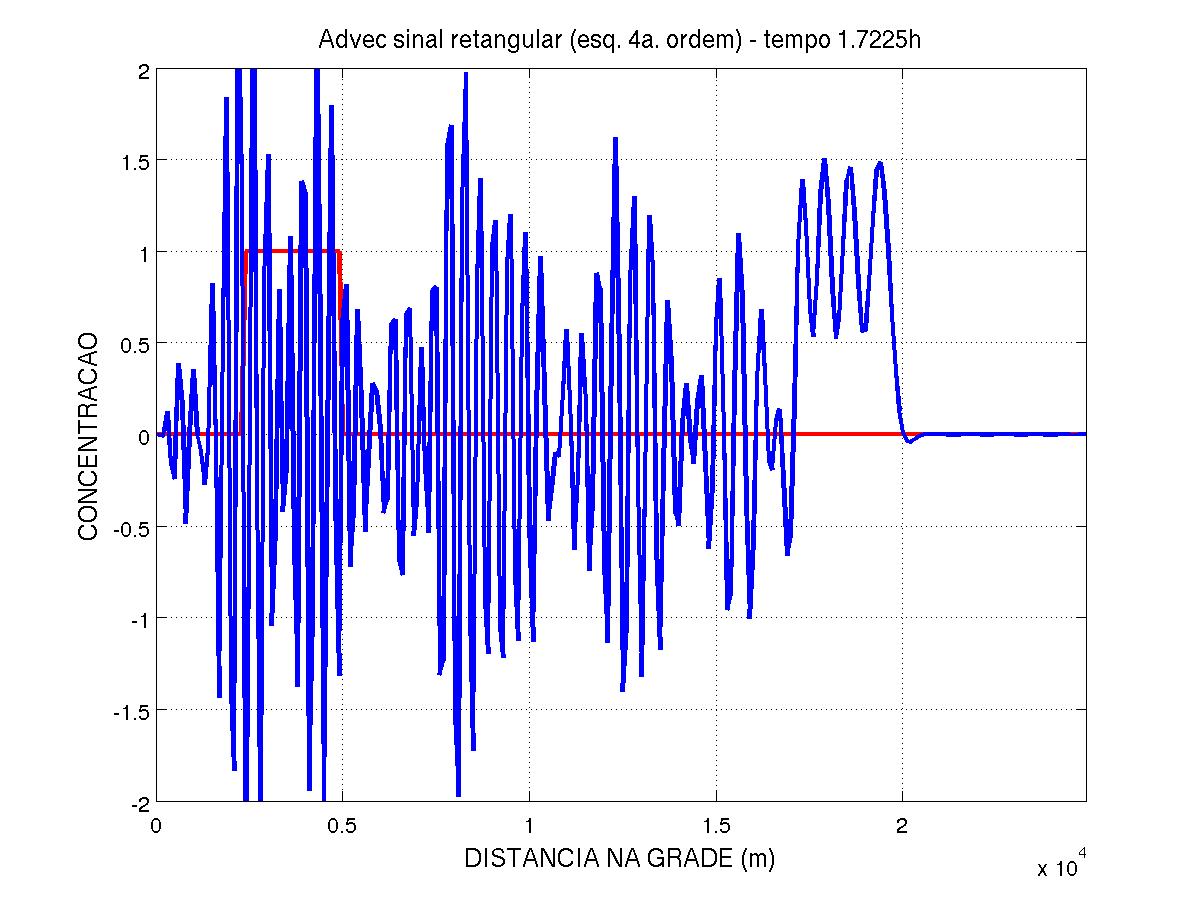 Advec sinal retangular (esq. 4a. ordem) - tempo 1.7225h
2
1.5
1
0.5
0
-0.5
-1
-1.5
-2
CONCENTRACAO
0 0.5 1 1.5 2
DISTANCIA NA GRADE (m)
x 10^4